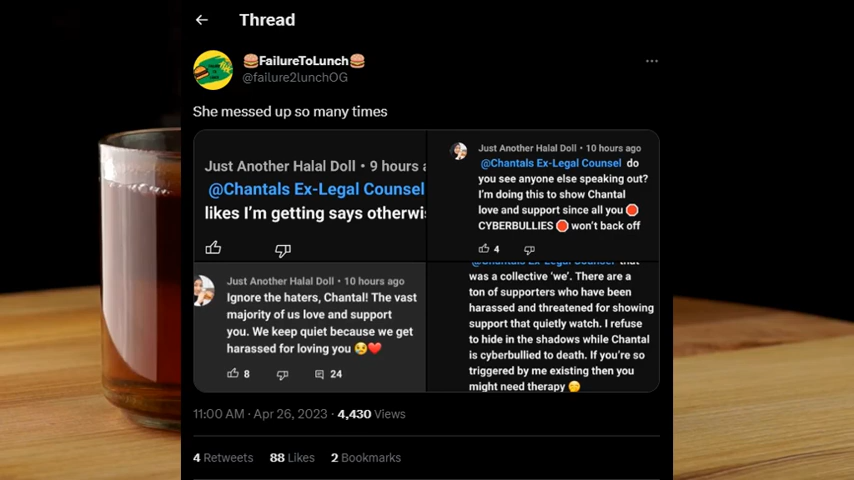 Thread
FailureToLunch
@failure2lunchOG
She messed up so many times
Just Another Halal Doll • 9 hours a
@Chantals Ex-Legal Counsel
likes I'm getting says otherwi
Just Another Halal Doll • 10 hours ago
@Chantals Ex-Legal Counsel do
you see anyone else speaking out?
I'm doing this to show Chantal
love and support since all you 🛑
CYBERBULLIES 🛑 won't back off
4
Just Another Halal Doll • 10 hours ago
Ignore the haters, Chantal! The vast
majority of us love and support
you. We keep quiet because we get
harassed for loving you 😢❤️
8 24
@Chantals Ex-Legal Counsel that
was a collective 'we'. There are a
ton of supporters who have been
harassed and threatened for showing
support that quietly watch. I refuse
to hide in the shadows while Chantal
is cyberbullied to death. If you're so
triggered by me existing then you
might need therapy
11:00 AM · Apr 26, 2023 · 4,430 Views
4 Retweets 88 Likes 2 Bookmarks